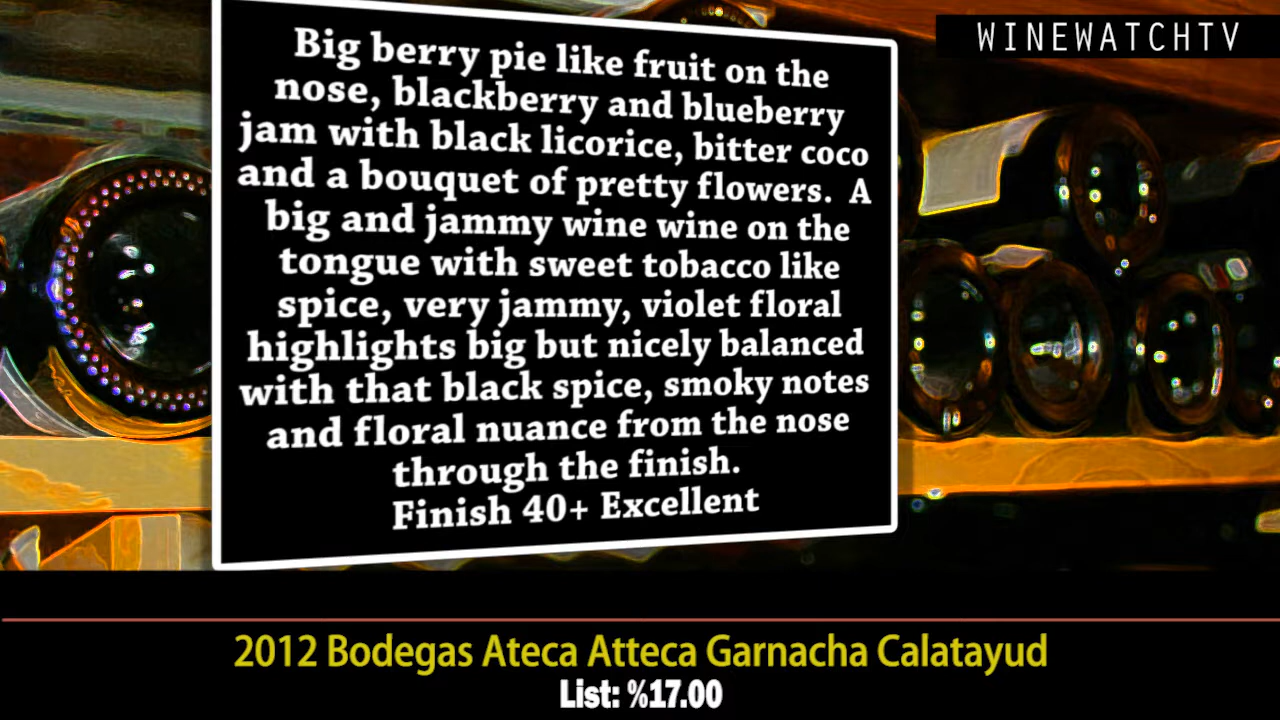 WINEWATCHTV
Big berry pie like fruit on the
nose, blackberry and blueberry
jam with black licorice, bitter coco
and a bouquet of pretty flowers.  A
big and jammy wine wine on the
tongue with sweet tobacco like
spice, very jammy, violet floral
highlights big but nicely balanced
with that black spice, smoky notes
and floral nuance from the nose
through the finish.
Finish 40+ Excellent
2012 Bodegas Ateca Atteca Garnacha Calatayud
List: %17.00